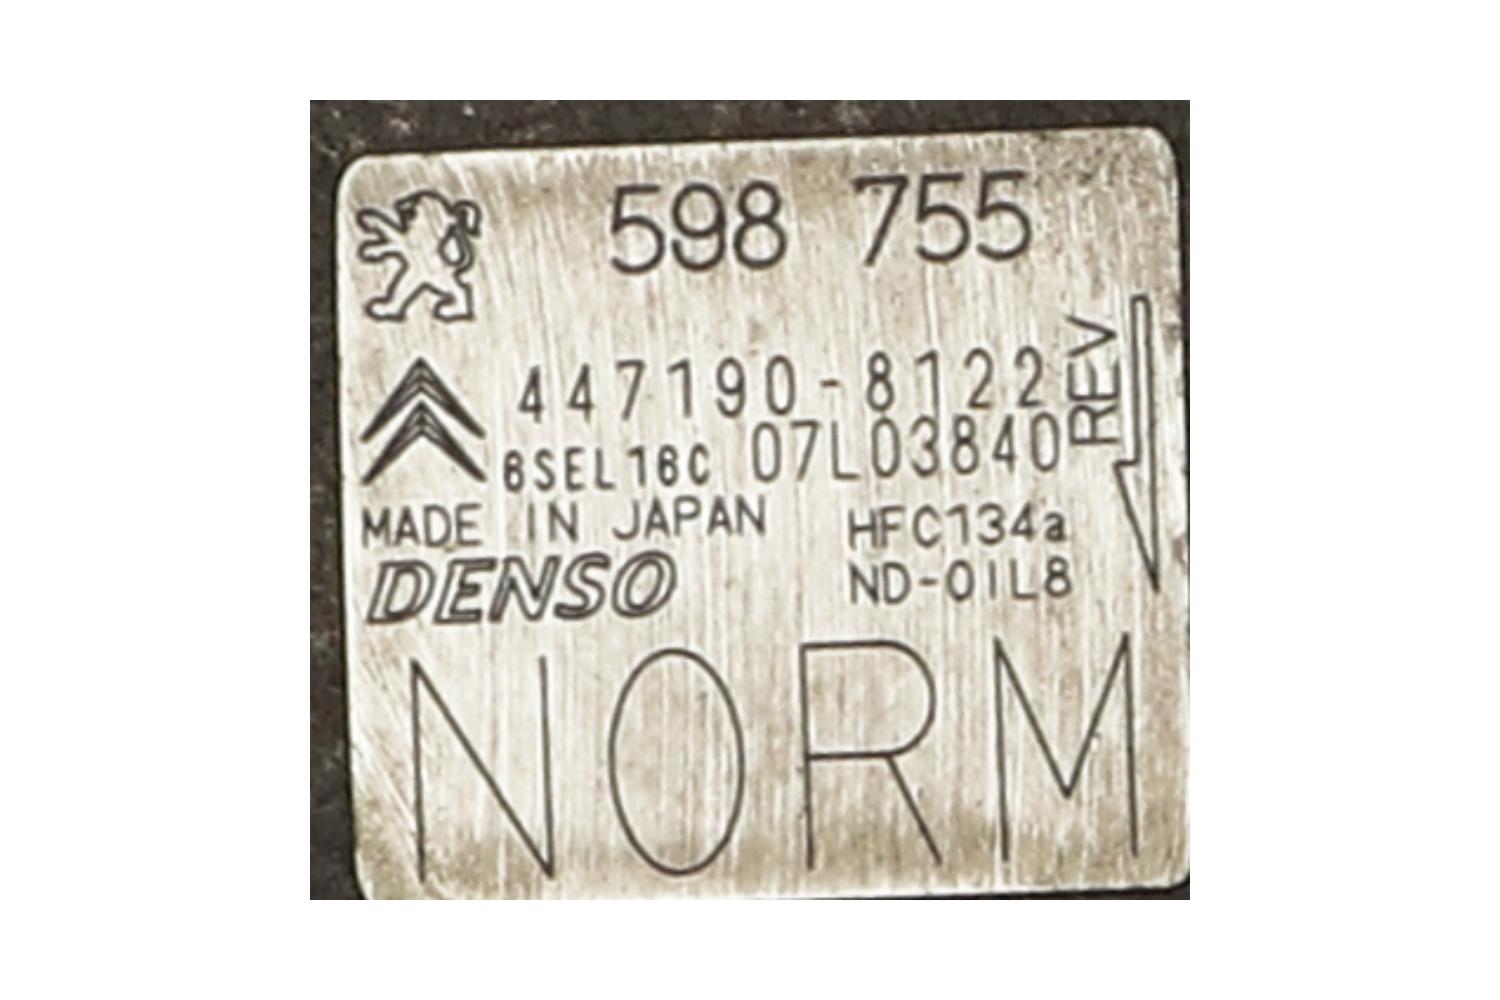 598 755
447190-8122
6SEL16C 07L03840
REV
MADE IN JAPAN HFC134a
DENSO ND-OIL8
NORM